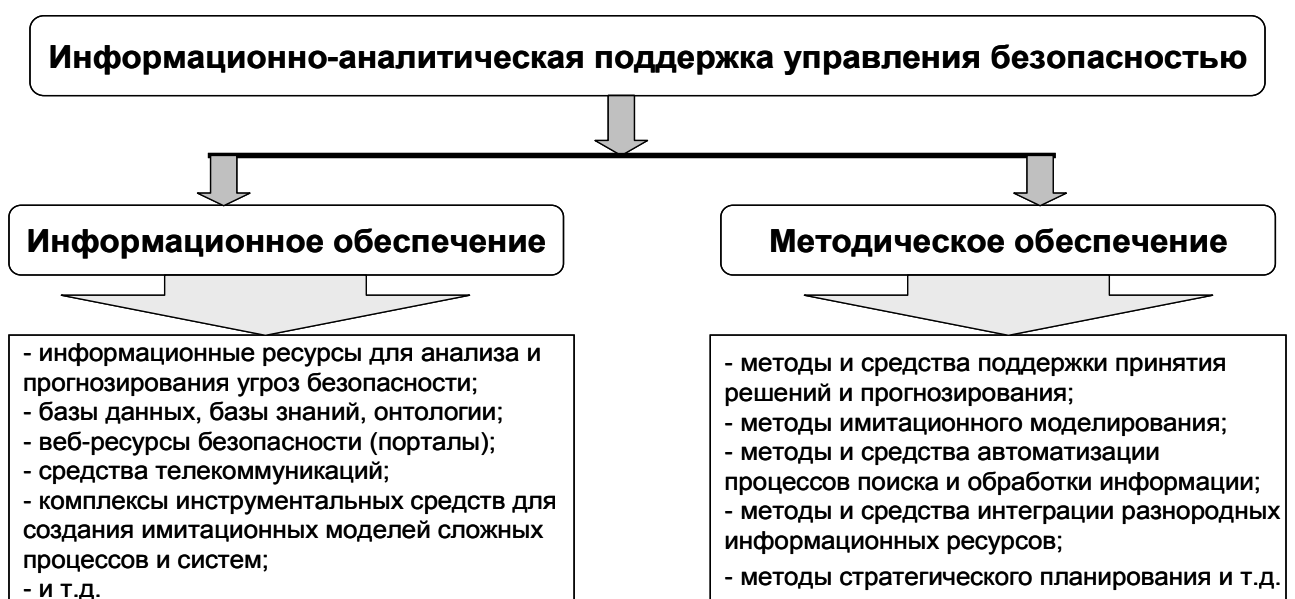 Информационно-аналитическая поддержка управления безопасностью
Информационное обеспечение
- информационные ресурсы для анализа и
прогнозирования угроз безопасности;
- базы данных, базы знаний, онтологии;
- веб-ресурсы безопасности (порталы);
- средства телекоммуникаций;
- комплексы инструментальных средств для
создания имитационных моделей сложных
процессов и систем;
- и т.д.
Методическое обеспечение
- методы и средства поддержки принятия
решений и прогнозирования;
- методы имитационного моделирования;
- методы и средства автоматизации
процессов поиска и обработки информации;
- методы и средства интеграции разнородных
информационных ресурсов;
- методы стратегического планирования и т.д.